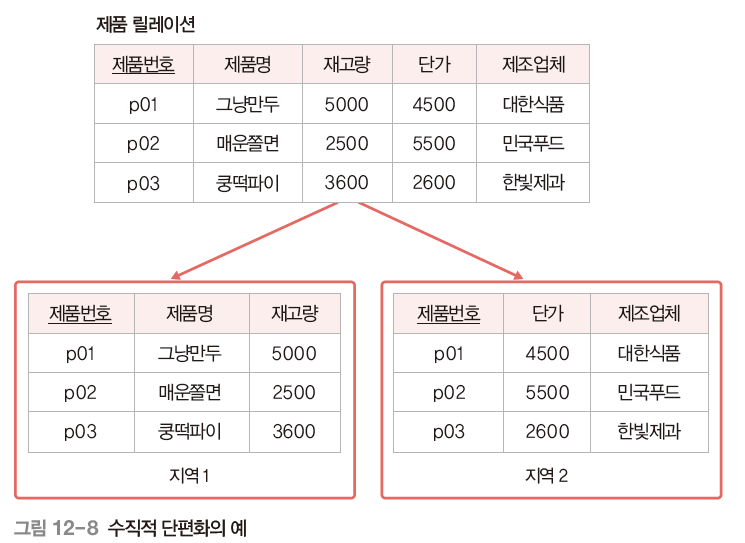 제품 릴레이션
제품번호 제품명 재고량 단가 제조업체
p01 그냥만두 5000 4500 대한식품
p02 매운쫄면 2500 5500 민국푸드
p03 쿵떡파이 3600 2600 한빛제과
제품번호 제품명 재고량
p01 그냥만두 5000
p02 매운쫄면 2500
p03 쿵떡파이 3600
지역 1
제품번호 단가 제조업체
p01 4500 대한식품
p02 5500 민국푸드
p03 2600 한빛제과
지역 2
그림 12-8 수직적 단편화의 예